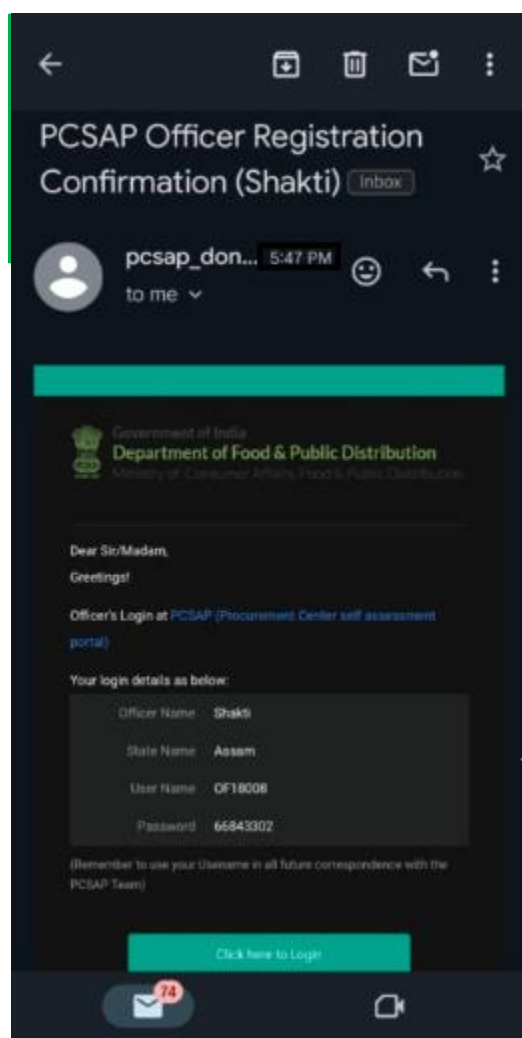 PCSAP Officer Registration
Confirmation (Shakti) Inbox
pcsap_don... 5:47 PM
to me
Government of India
Department of Food & Public Distribution
Ministry of Consumer Affairs, Food & Public Distribution
Dear Sir/Madam,
Greetings!
Officer's Login at PCSAP (Procurement Center self assessment
portal)
Your login details as below:
Officer Name Shakti
State Name Assam
User Name OF18008
Password 66843302
(Remember to use your Username in all future correspondence with the
PCSAP Team)
Click here to Login
74